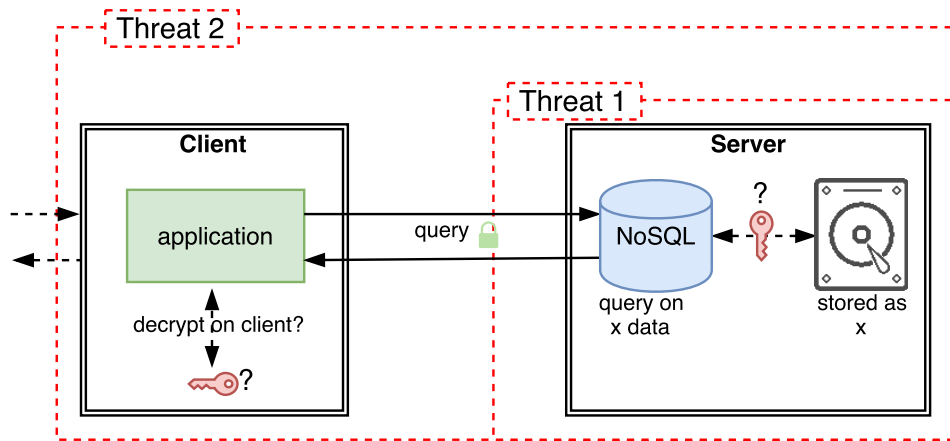 Threat 2
Threat 1
Client
Server
application
query
NoSQL
?
decrypt on client?
?
query on
x data
stored as
x